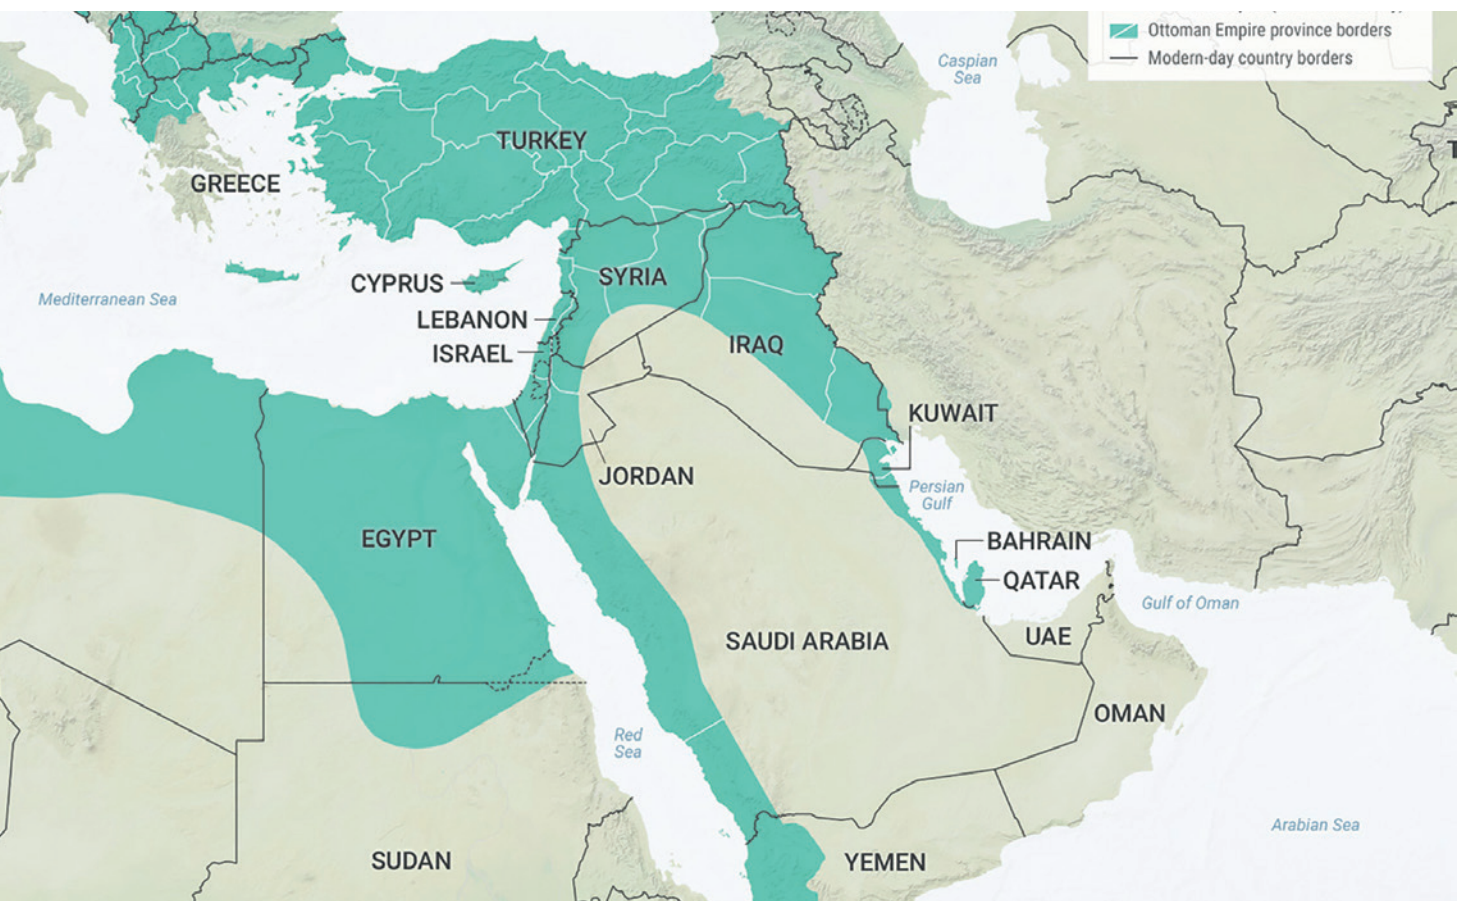 Ottoman Empire province borders
Modern-day country borders
Caspian
Sea
TURKEY
GREECE
SYRIA
CYPRUS
Mediterranean Sea
LEBANON
IRAQ
ISRAEL
KUWAIT
JORDAN
Persian
Gulf
EGYPT
BAHRAIN
QATAR
Gulf of Oman
UAE
SAUDI ARABIA
OMAN
Red
Sea
Arabian Sea
SUDAN
YEMEN